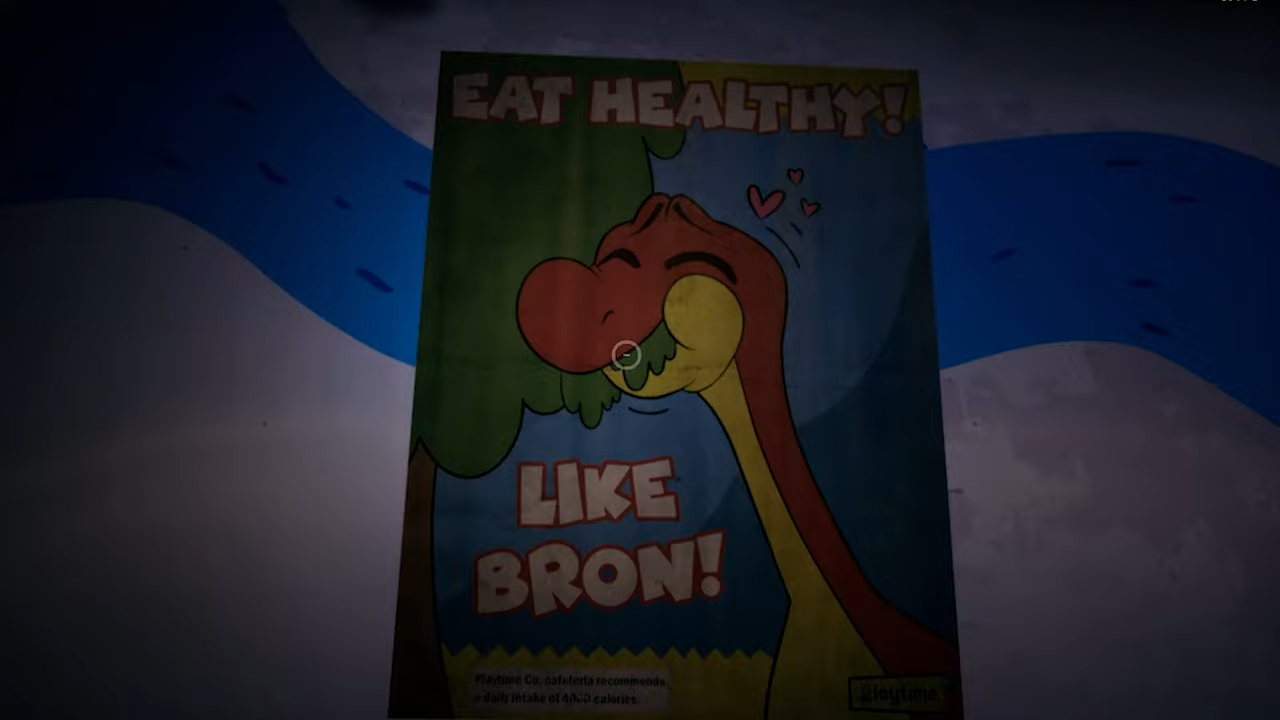 EAT HEALTHY!
LIKE
BRON!
Playtime Co. cafeteria recommends
a daily intake of calories.
Playtime